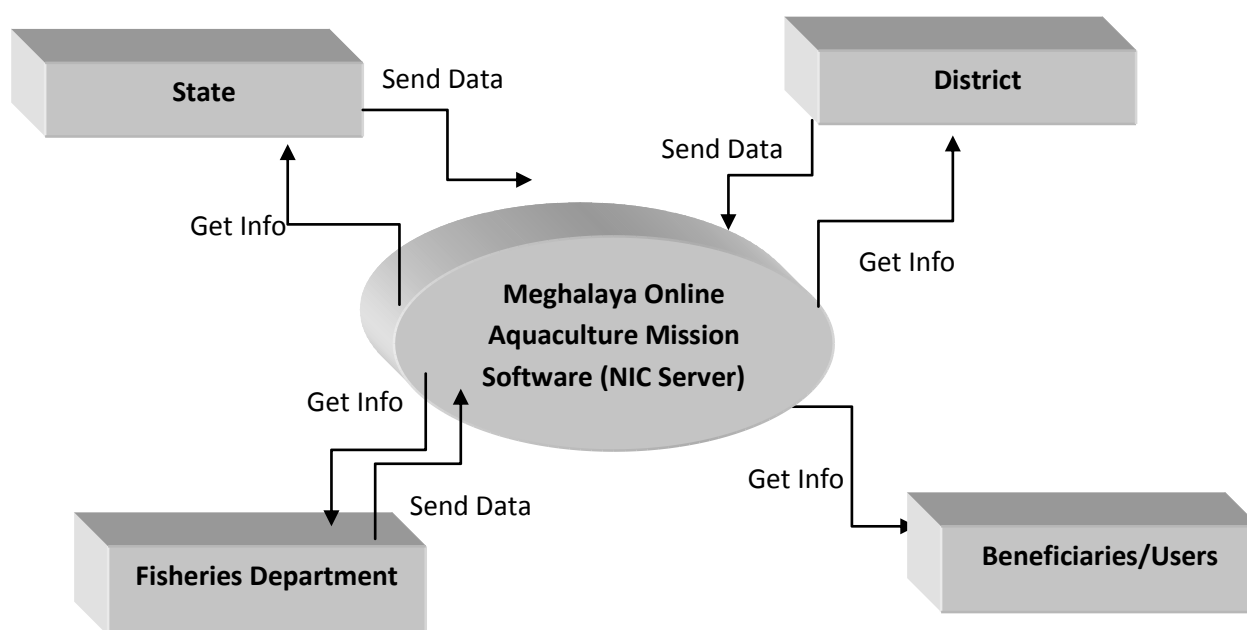 State
Send Data
District
Send Data
Get Info
Get Info
Meghalaya Online
Aquaculture Mission
Software (NIC Server)
Get Info
Get Info
Send Data
Fisheries Department
Beneficiaries/Users